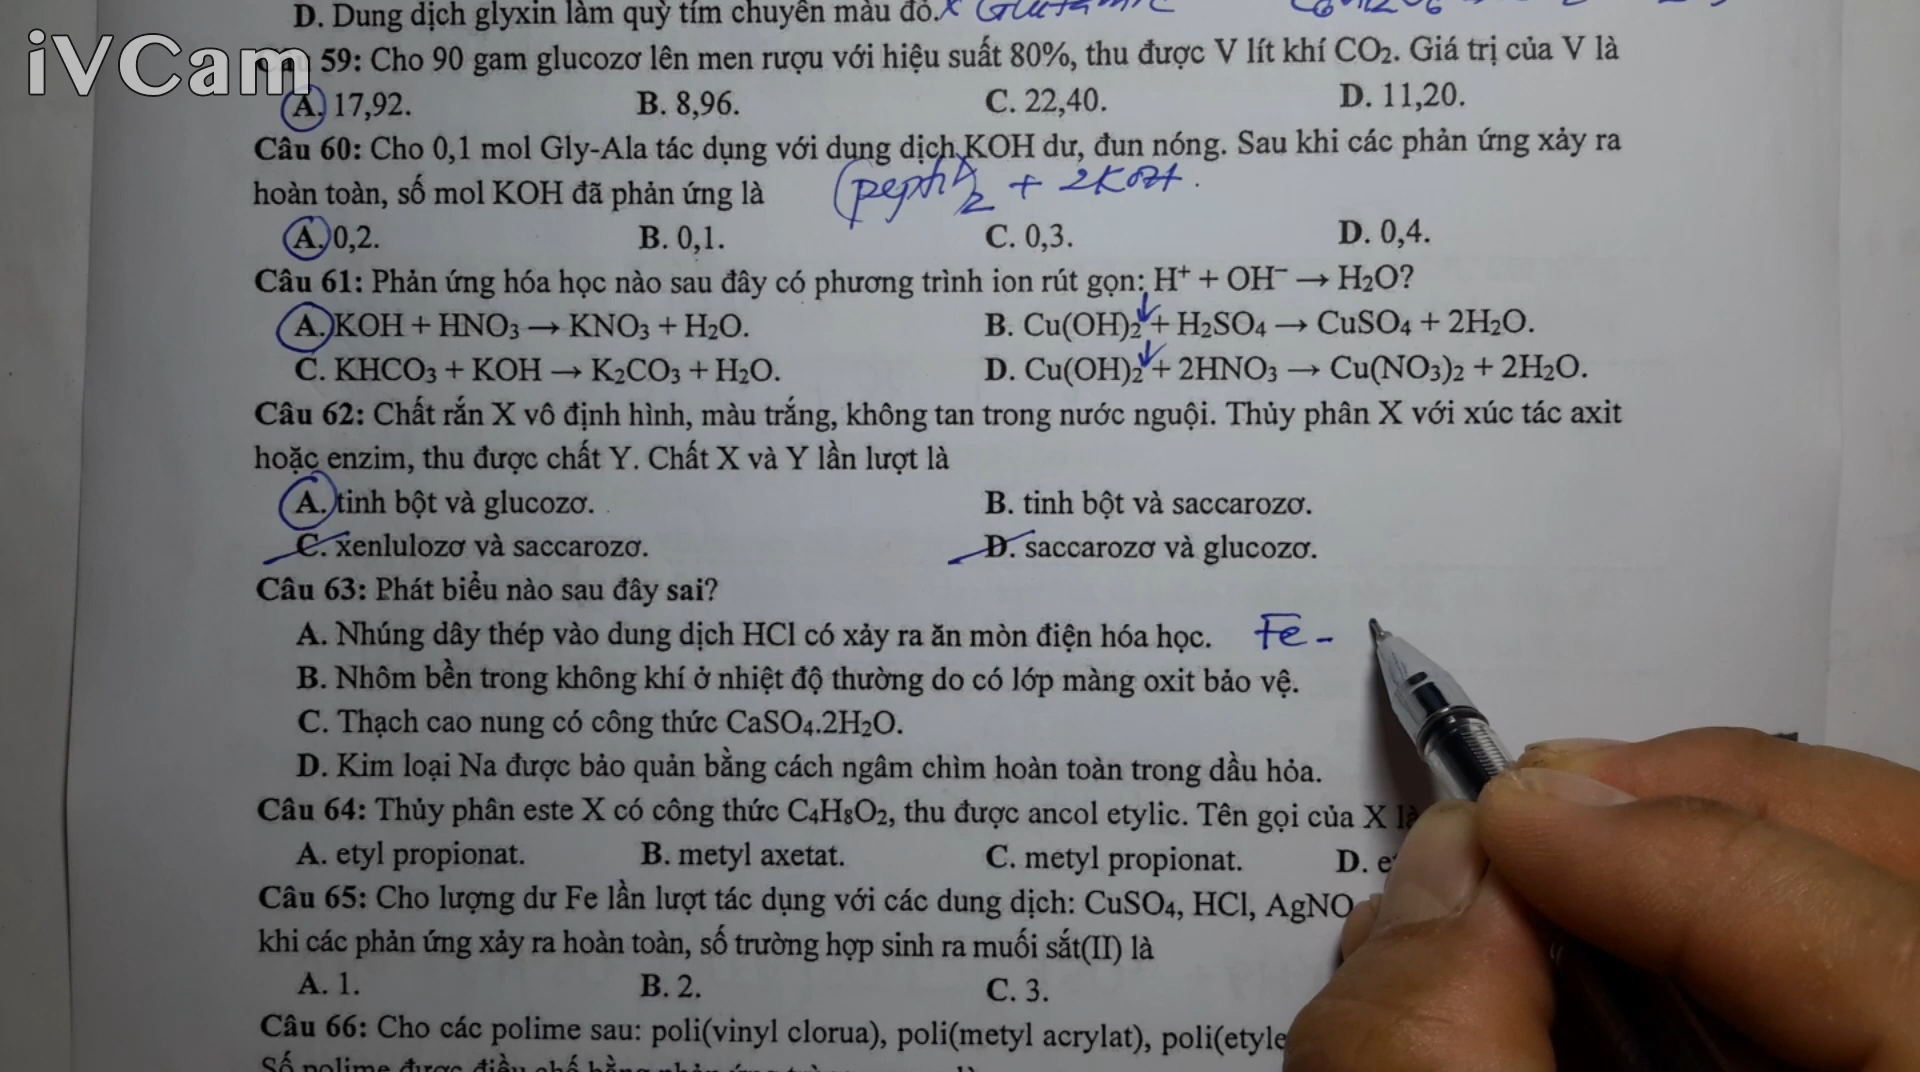 D. Dung dịch glyxin làm quỳ tím chuyển màu đỏ.
iVCam
59: Cho 90 gam glucozơ lên men rượu với hiệu suất 80%, thu được V lít khí CO₂. Giá trị của V là
A. 17,92. B. 8,96. C. 22,40. D. 11,20.
Câu 60: Cho 0,1 mol Gly-Ala tác dụng với dung dịch KOH dư, đun nóng. Sau khi các phản ứng xảy ra
hoàn toàn, số mol KOH đã phản ứng là (peptit)₂ + 2KOH.
A. 0,2. B. 0,1. C. 0,3. D. 0,4.
Câu 61: Phản ứng hóa học nào sau đây có phương trình ion rút gọn: H⁺ + OH⁻ → H₂O?
A. KOH + HNO₃ → KNO₃ + H₂O. B. Cu(OH)₂↓ + H₂SO₄ → CuSO₄ + 2H₂O.
C. KHCO₃ + KOH → K₂CO₃ + H₂O. D. Cu(OH)₂↓ + 2HNO₃ → Cu(NO₃)₂ + 2H₂O.
Câu 62: Chất rắn X vô định hình, màu trắng, không tan trong nước nguội. Thủy phân X với xúc tác axit
hoặc enzim, thu được chất Y. Chất X và Y lần lượt là
A. tinh bột và glucozơ. B. tinh bột và saccarozơ.
C. xenlulozơ và saccarozơ. D. saccarozơ và glucozơ.
Câu 63: Phát biểu nào sau đây sai?
A. Nhúng dây thép vào dung dịch HCl có xảy ra ăn mòn điện hóa học. Fe -
B. Nhôm bền trong không khí ở nhiệt độ thường do có lớp màng oxit bảo vệ.
C. Thạch cao nung có công thức CaSO₄.2H₂O.
D. Kim loại Na được bảo quản bằng cách ngâm chìm hoàn toàn trong dầu hỏa.
Câu 64: Thủy phân este X có công thức C₄H₈O₂, thu được ancol etylic. Tên gọi của X là
A. etyl propionat. B. metyl axetat. C. metyl propionat. D.
Câu 65: Cho lượng dư Fe lần lượt tác dụng với các dung dịch: CuSO₄, HCl, AgNO
khi các phản ứng xảy ra hoàn toàn, số trường hợp sinh ra muối sắt(II) là
A. 1. B. 2. C. 3.
Câu 66: Cho các polime sau: poli(vinyl clorua), poli(metyl acrylat), poli(etyle